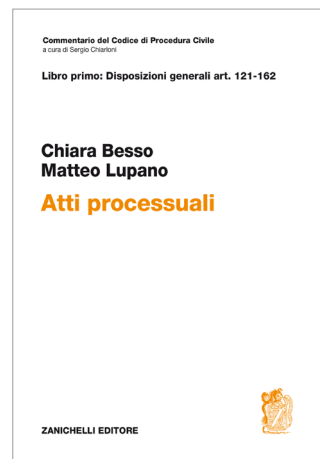 Commentario del Codice di Procedura Civile
a cura di Sergio Chiarloni
Libro primo: Disposizioni generali art. 121-162
Chiara Besso
Matteo Lupano
Atti processuali
ZANICHELLI EDITORE